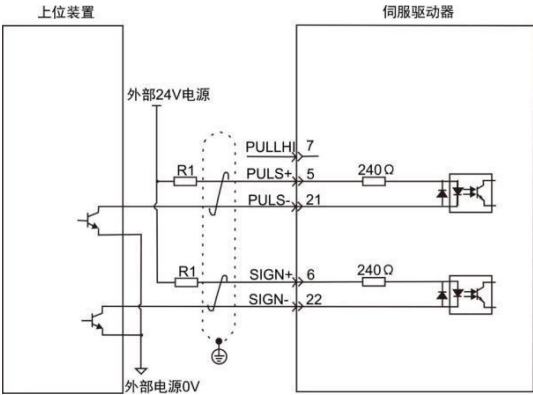 上位装置
伺服驱动器
外部24V电源
PULLHI 7
R1 PULS+ 5 240Ω
PULS- 21
R1 SIGN+ 6 240Ω
SIGN- 22
外部电源0V